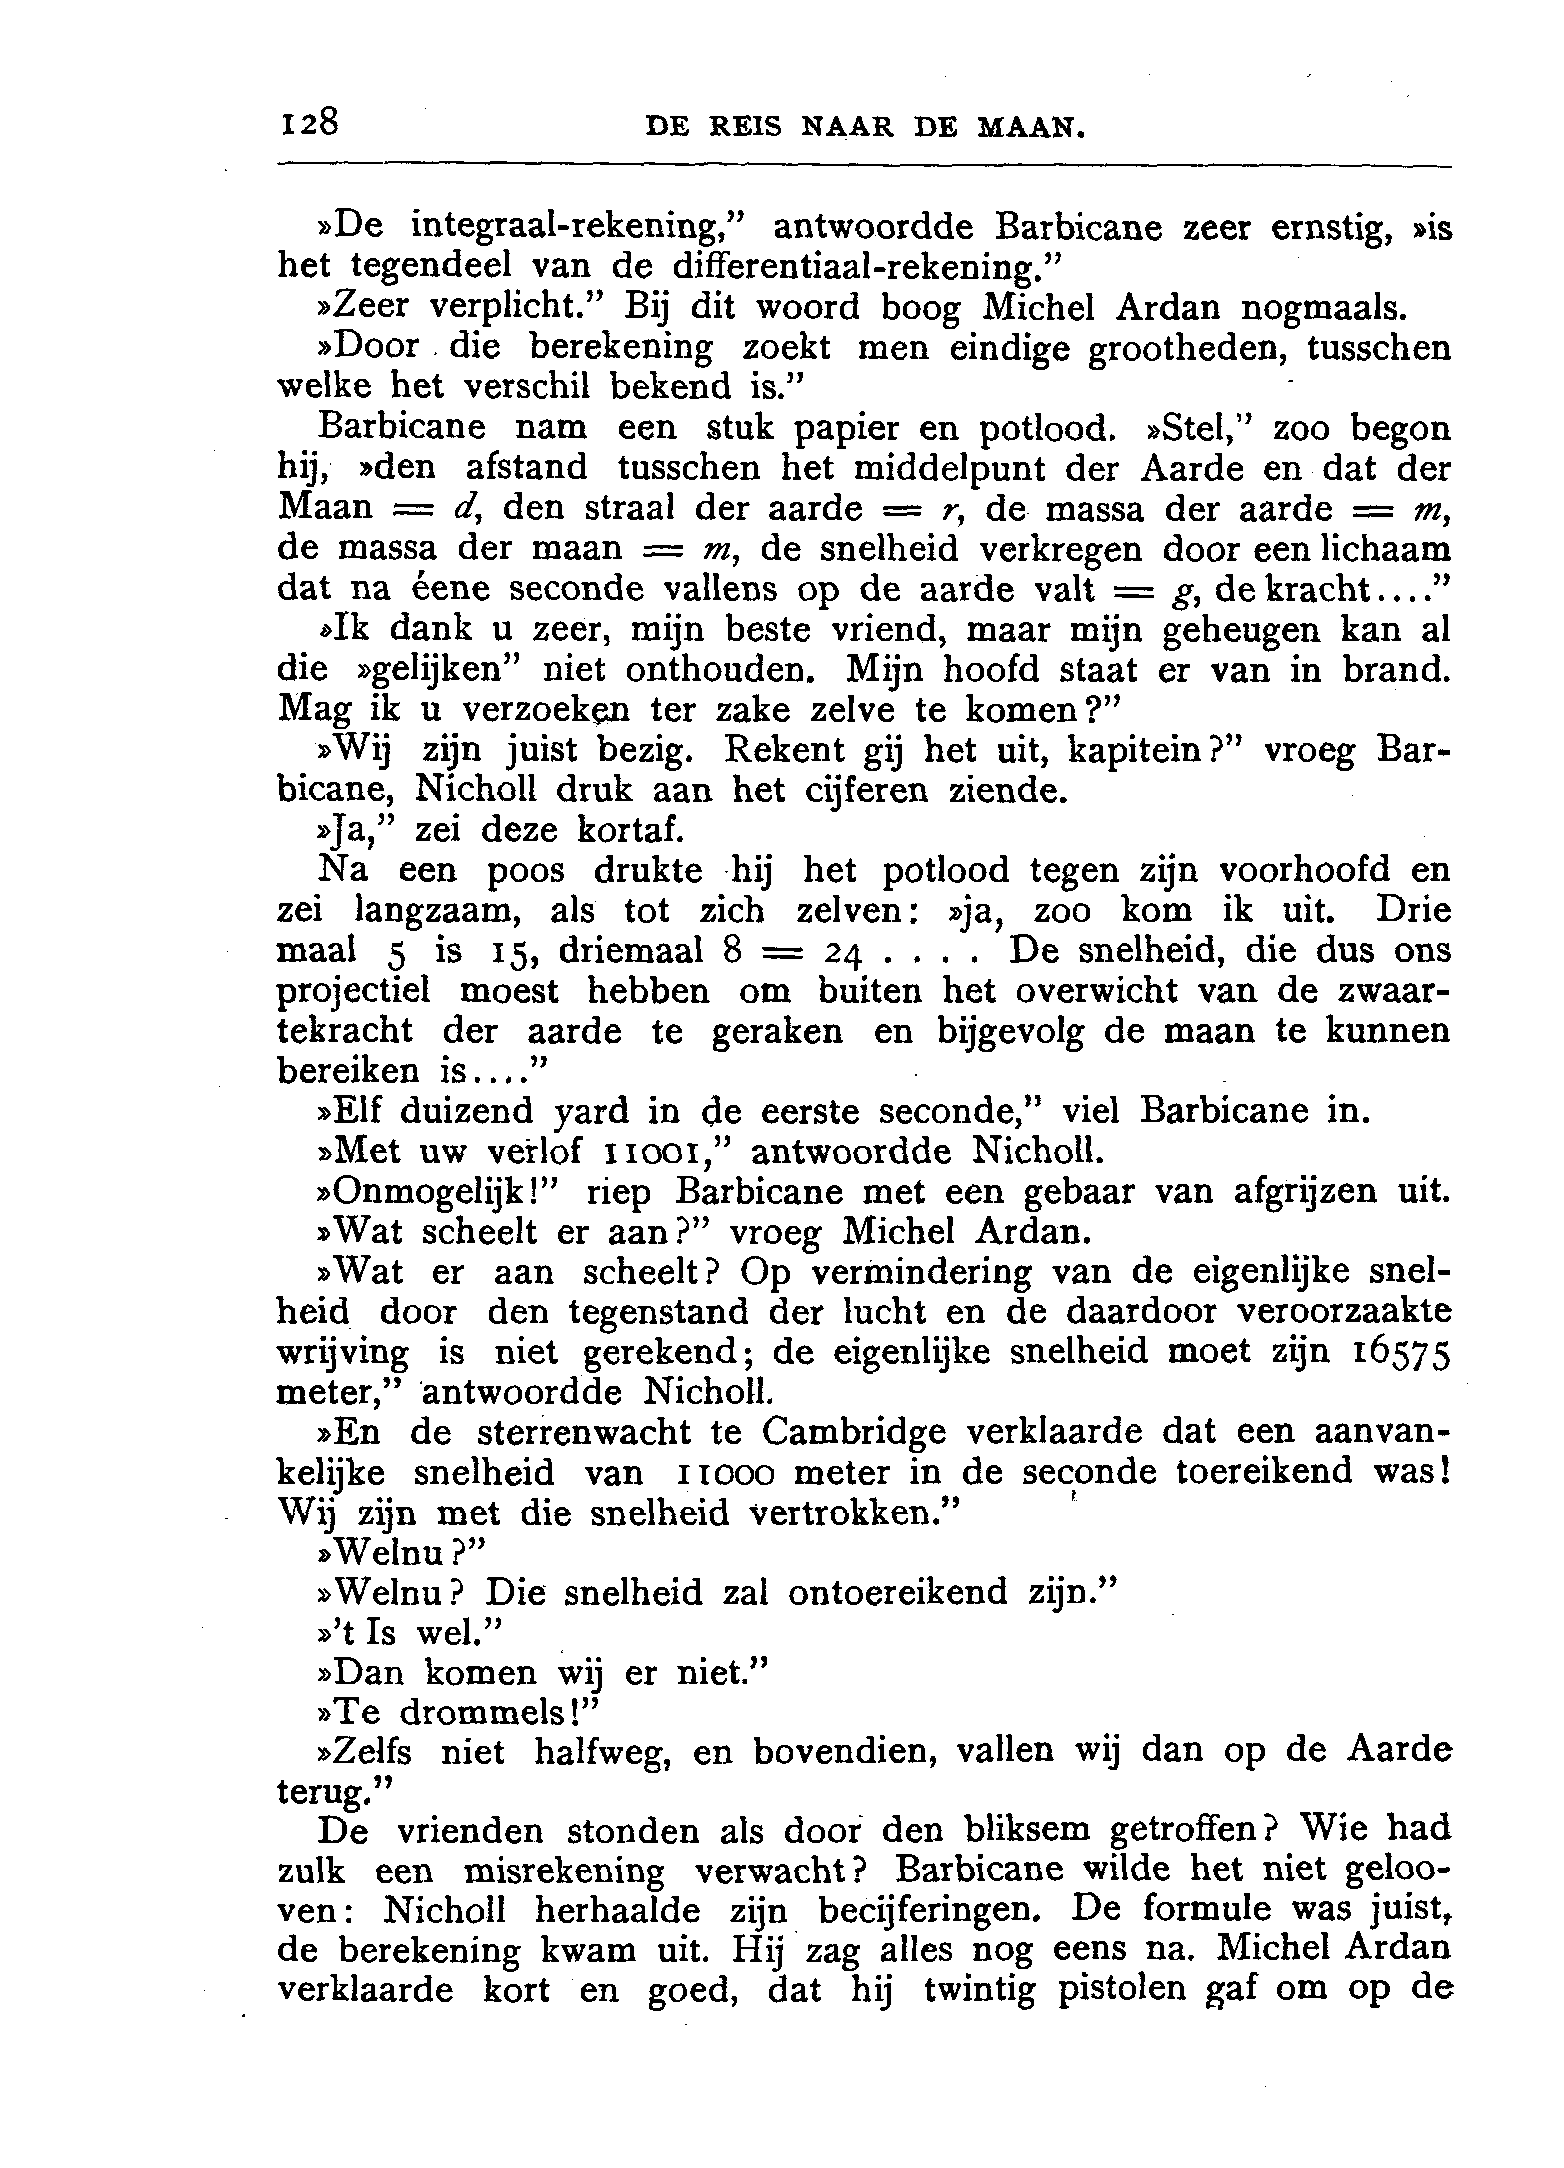 128 DE REIS NAAR DE MAAN.
»De integraal-rekening,” antwoordde Barbicane zeer ernstig, »is
het tegendeel van de differentiaal-rekening.”
»Zeer verplicht.” Bij dit woord boog Michel Ardan nogmaals.
»Door die berekening zoekt men eindige grootheden, tusschen
welke het verschil bekend is.”
Barbicane nam een stuk papier en potlood. »Stel,” zoo begon
hij, »den afstand tusschen het middelpunt der Aarde en dat der
Maan = d, den straal der aarde = r, de massa der aarde = m,
de massa der maan = m, de snelheid verkregen door een lichaam
dat na éene seconde vallens op de aarde valt = g, de kracht....”
»Ik dank u zeer, mijn beste vriend, maar mijn geheugen kan al
die »gelijken” niet onthouden. Mijn hoofd staat er van in brand.
Mag ik u verzoeken ter zake zelve te komen?”
»Wij zijn juist bezig. Rekent gij het uit, kapitein?” vroeg Bar-
bicane, Nicholl druk aan het cijferen ziende.
»Ja,” zei deze kortaf.
Na een poos drukte hij het potlood tegen zijn voorhoofd en
zei langzaam, als tot zich zelven: »ja, zoo kom ik uit. Drie
maal 5 is 15, driemaal 8 = 24 . . . . De snelheid, die dus ons
projectiel moest hebben om buiten het overwicht van de zwaar-
tekracht der aarde te geraken en bijgevolg de maan te kunnen
bereiken is....”
»Elf duizend yard in de eerste seconde,” viel Barbicane in.
»Met uw verlof 11001,” antwoordde Nicholl.
»Onmogelijk!” riep Barbicane met een gebaar van afgrijzen uit.
»Wat scheelt er aan?” vroeg Michel Ardan.
»Wat er aan scheelt? Op vermindering van de eigenlijke snel-
heid door den tegenstand der lucht en de daardoor veroorzaakte
wrijving is niet gerekend; de eigenlijke snelheid moet zijn 16575
meter,” antwoordde Nicholl.
»En de sterrenwacht te Cambridge verklaarde dat een aanvan-
kelijke snelheid van 11000 meter in de seconde toereikend was!
Wij zijn met die snelheid vertrokken.”
»Welnu?”
»Welnu? Die snelheid zal ontoereikend zijn.”
»’t Is wel.”
»Dan komen wij er niet.”
»Te drommels!”
»Zelfs niet halfweg, en bovendien, vallen wij dan op de Aarde
terug.”
De vrienden stonden als door den bliksem getroffen? Wie had
zulk een misrekening verwacht? Barbicane wilde het niet geloo-
ven: Nicholl herhaalde zijn becijferingen. De formule was juist,
de berekening kwam uit. Hij zag alles nog eens na. Michel Ardan
verklaarde kort en goed, dat hij twintig pistolen gaf om op de